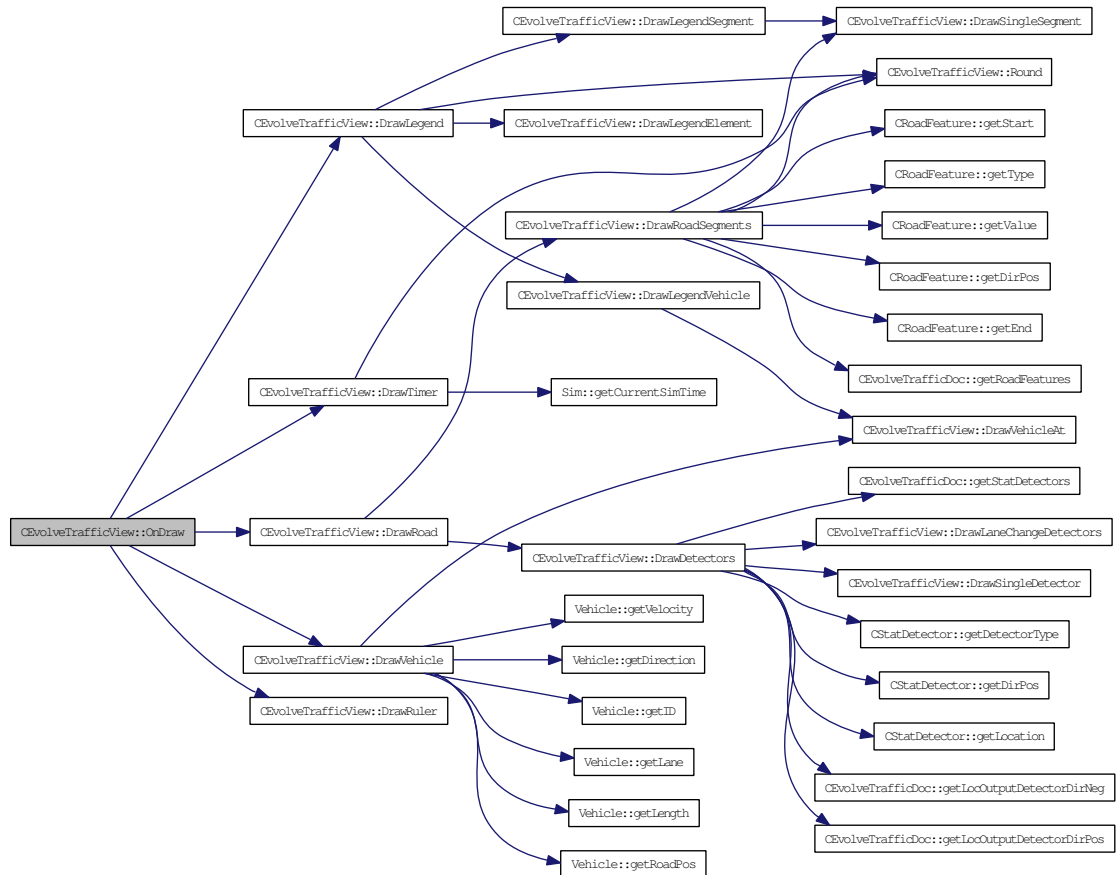 CEvolveTrafficView::DrawLegendSegment
CEvolveTrafficView::DrawSingleSegment
CEvolveTrafficView::Round
CEvolveTrafficView::DrawLegend
CEvolveTrafficView::DrawLegendElement
CRoadFeature::getStart
CRoadFeature::getType
CEvolveTrafficView::DrawRoadSegments
CRoadFeature::getValue
CRoadFeature::getDirPos
CEvolveTrafficView::DrawLegendVehicle
CRoadFeature::getEnd
CEvolveTrafficDoc::getRoadFeatures
CEvolveTrafficView::DrawTimer
Sim::getCurrentSimTime
CEvolveTrafficView::DrawVehicleAt
CEvolveTrafficDoc::getStatDetectors
CEvolveTrafficView::OnDraw
CEvolveTrafficView::DrawRoad
CEvolveTrafficView::DrawLaneChangeDetectors
CEvolveTrafficView::DrawDetectors
CEvolveTrafficView::DrawSingleDetector
Vehicle::getVelocity
CStatDetector::getDetectorType
CEvolveTrafficView::DrawVehicle
Vehicle::getDirection
CStatDetector::getDirPos
CEvolveTrafficView::DrawRuler
Vehicle::getID
CStatDetector::getLocation
Vehicle::getLane
CEvolveTrafficDoc::getLocOutputDetectorDirNeg
Vehicle::getLength
CEvolveTrafficDoc::getLocOutputDetectorDirPos
Vehicle::getRoadPos